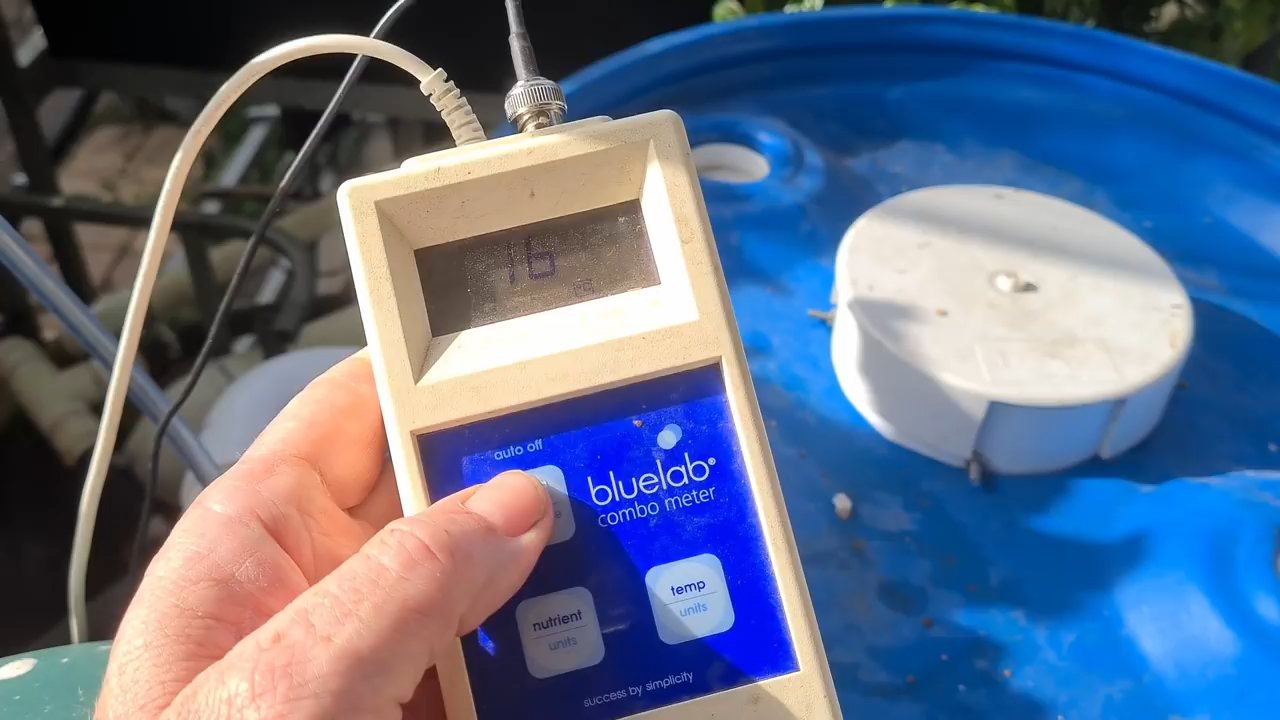 16
auto off
bluelab®
combo meter
temp
units
nutrient
units
success by simplicity